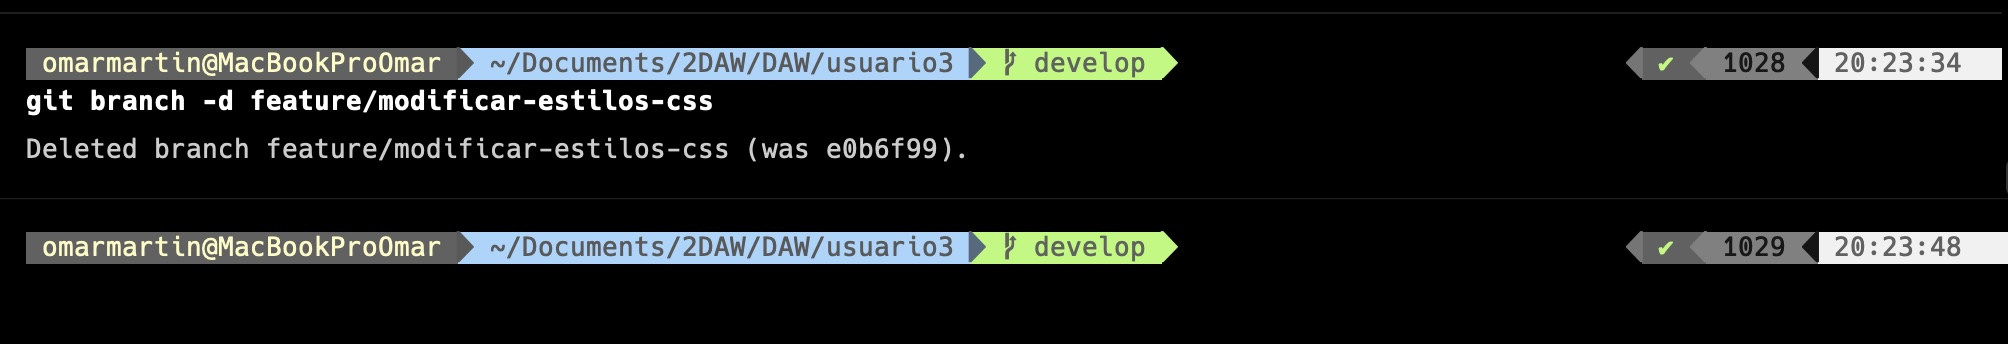 omarmartin@MacBookProOmar ~/Documents/2DAW/DAW/usuario3 develop ✔ 1028 20:23:34
git branch -d feature/modificar-estilos-css
Deleted branch feature/modificar-estilos-css (was e0b6f99).
omarmartin@MacBookProOmar ~/Documents/2DAW/DAW/usuario3 develop ✔ 1029 20:23:48